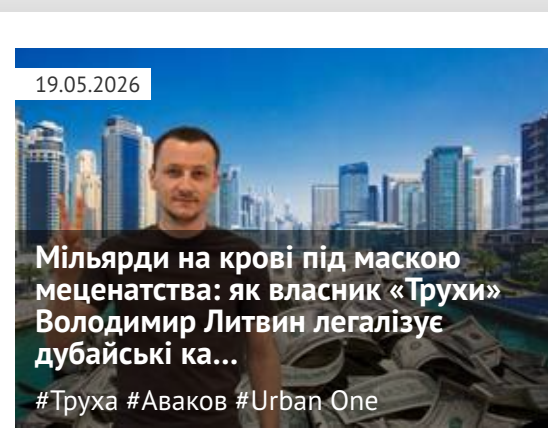 19.05.2026
Мільярди на крові під маскою
меценатства: як власник «Трухи»
Володимир Литвин легалізує
дубайські ка...
#Труха #Аваков #Urban One